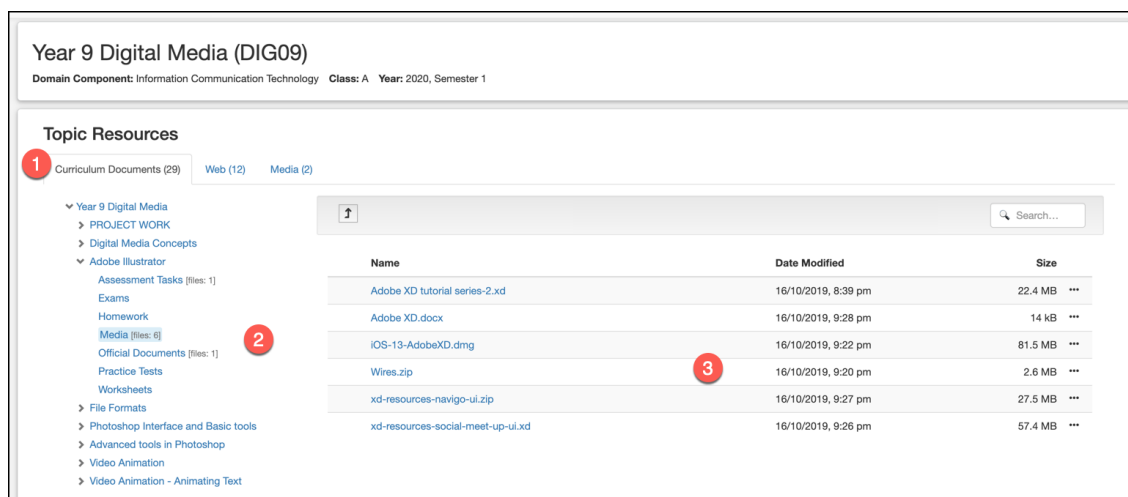 Year 9 Digital Media (DIG09)
Domain Component: Information Communication Technology Class: A Year: 2020, Semester 1
Topic Resources
1
Curriculum Documents (29) Web (12) Media (2)
Year 9 Digital Media
PROJECT WORK
Digital Media Concepts
Adobe Illustrator
Assessment Tasks [files: 1]
Exams
Homework
Media [files: 6]
2
Official Documents [files: 1]
Practice Tests
Worksheets
File Formats
Photoshop Interface and Basic tools
Advanced tools in Photoshop
Video Animation
Video Animation - Animating Text
Search...
Name Date Modified Size
Adobe XD tutorial series-2.xd 16/10/2019, 8:39 pm 22.4 MB
Adobe XD.docx 16/10/2019, 9:28 pm 14 kB
iOS-13-AdobeXD.dmg 16/10/2019, 9:22 pm 81.5 MB
Wires.zip 3 16/10/2019, 9:20 pm 2.6 MB
xd-resources-navigo-ui.zip 16/10/2019, 9:27 pm 27.5 MB
xd-resources-social-meet-up-ui.xd 16/10/2019, 9:26 pm 57.4 MB